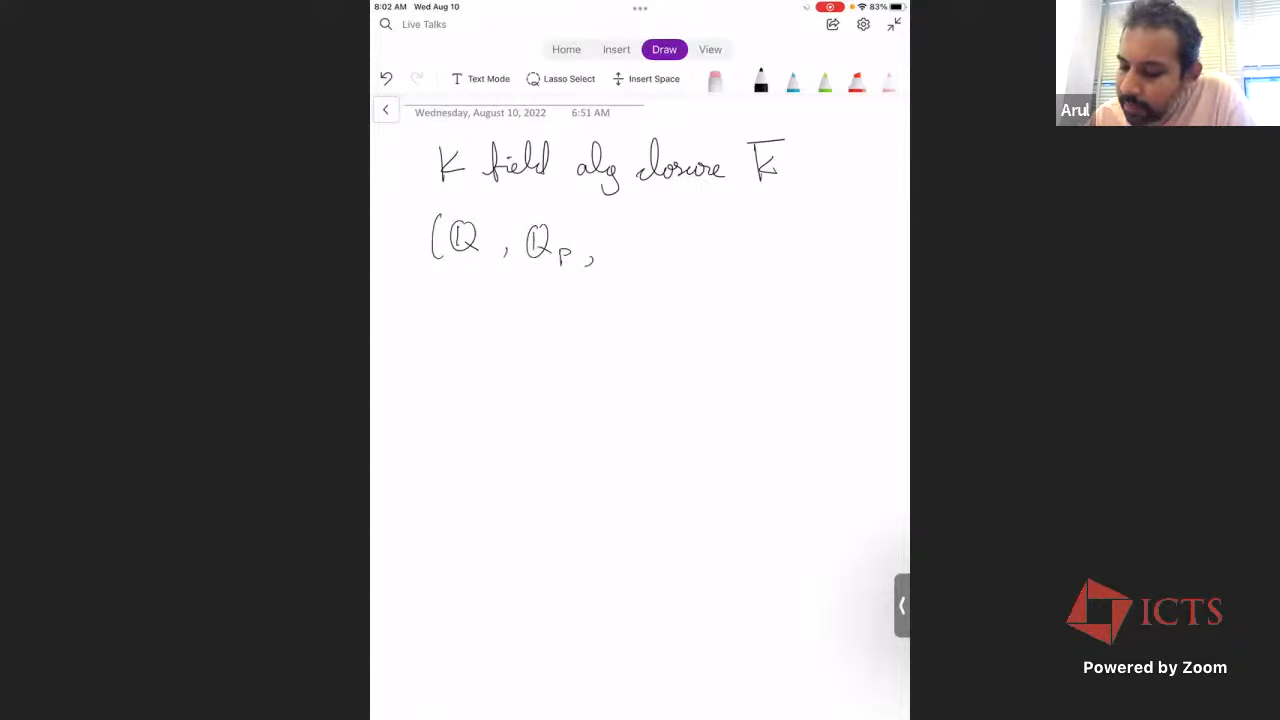 8:02 AM Wed Aug 10
83%
Live Talks
Home Insert Draw View
Text Mode Lasso Select Insert Space
Wednesday, August 10, 2022 6:51 AM
K field alg closure K̅
(ℚ, ℚₚ,
Arul
ICTS
Powered by Zoom